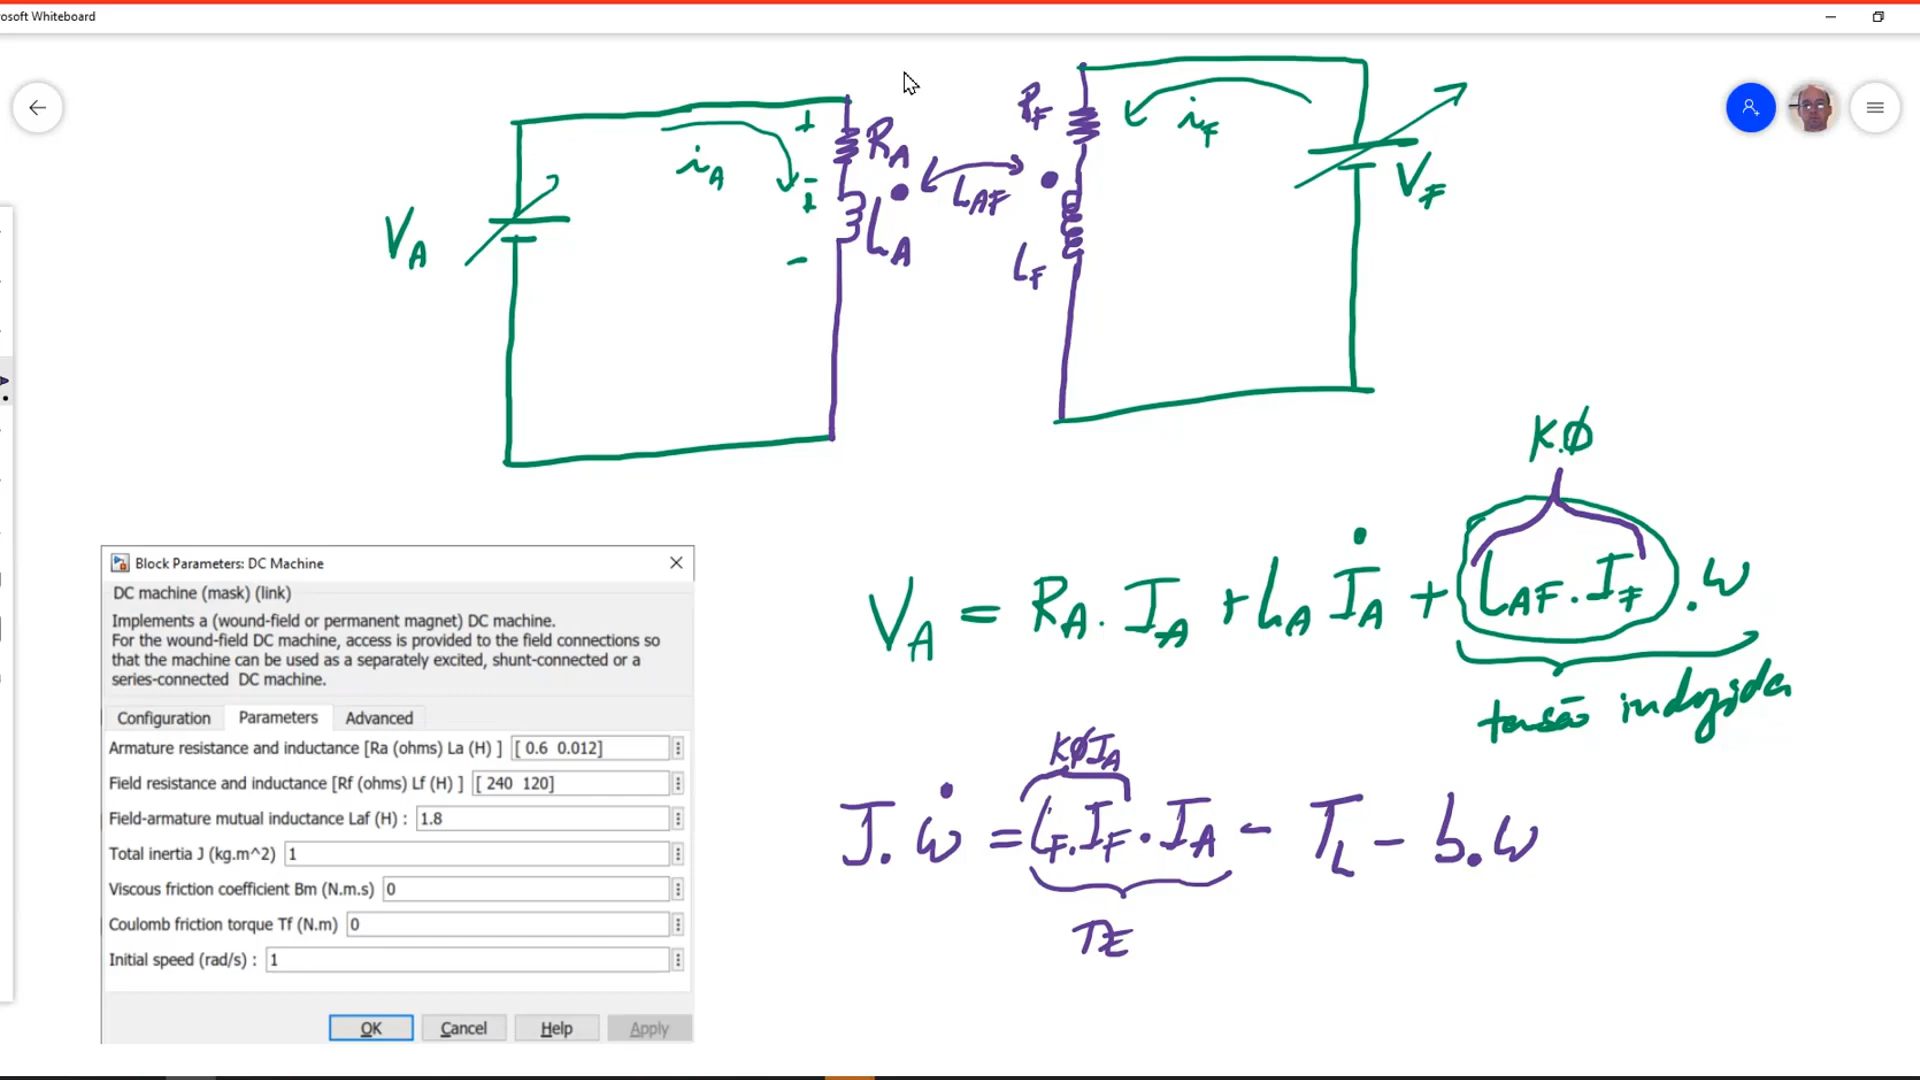 osoft Whiteboard
R_F
i_F
R_A
i_A
L_AF
V_F
V_A
L_A
L_F
K.Ø
V_A = R_A . I_A + L_A İ_A + L_AF . I_F . ω
tensão induzida
KØI_A
J. ω̇ = L_F . I_F . I_A - T_L - b.ω
TE
Block Parameters: DC Machine
DC machine (mask) (link)
Implements a (wound-field or permanent magnet) DC machine.
For the wound-field DC machine, access is provided to the field connections so
that the machine can be used as a separately excited, shunt-connected or a
series-connected DC machine.
Configuration Parameters Advanced
Armature resistance and inductance [Ra (ohms) La (H) ] [ 0.6 0.012]
Field resistance and inductance [Rf (ohms) Lf (H) ] [ 240 120]
Field-armature mutual inductance Laf (H) : 1.8
Total inertia J (kg.m^2) 1
Viscous friction coefficient Bm (N.m.s) 0
Coulomb friction torque Tf (N.m) 0
Initial speed (rad/s) : 1
OK Cancel Help Apply